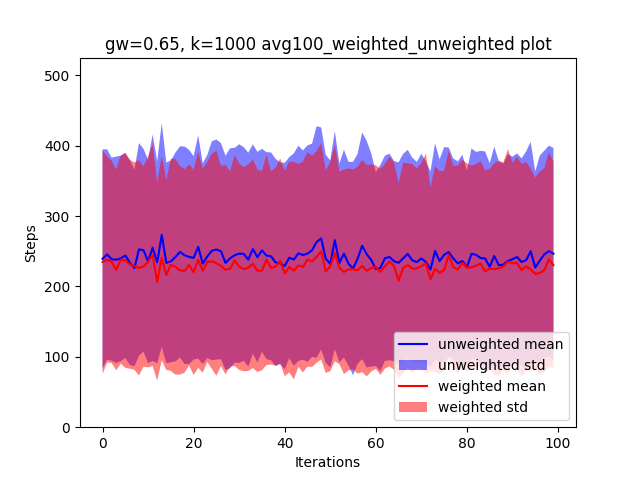 gw=0.65, k=1000 avg100_weighted_unweighted plot
500
400
300
200
100
0
Steps
unweighted mean
unweighted std
weighted mean
weighted std
0 20 40 60 80 100
Iterations